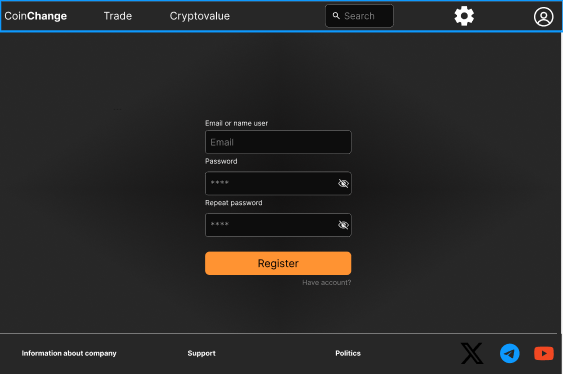 CoinChange Trade Cryptovalue Search
Email or name user
Email
Password
****
Repeat password
****
Register
Have account?
Information about company Support Politics